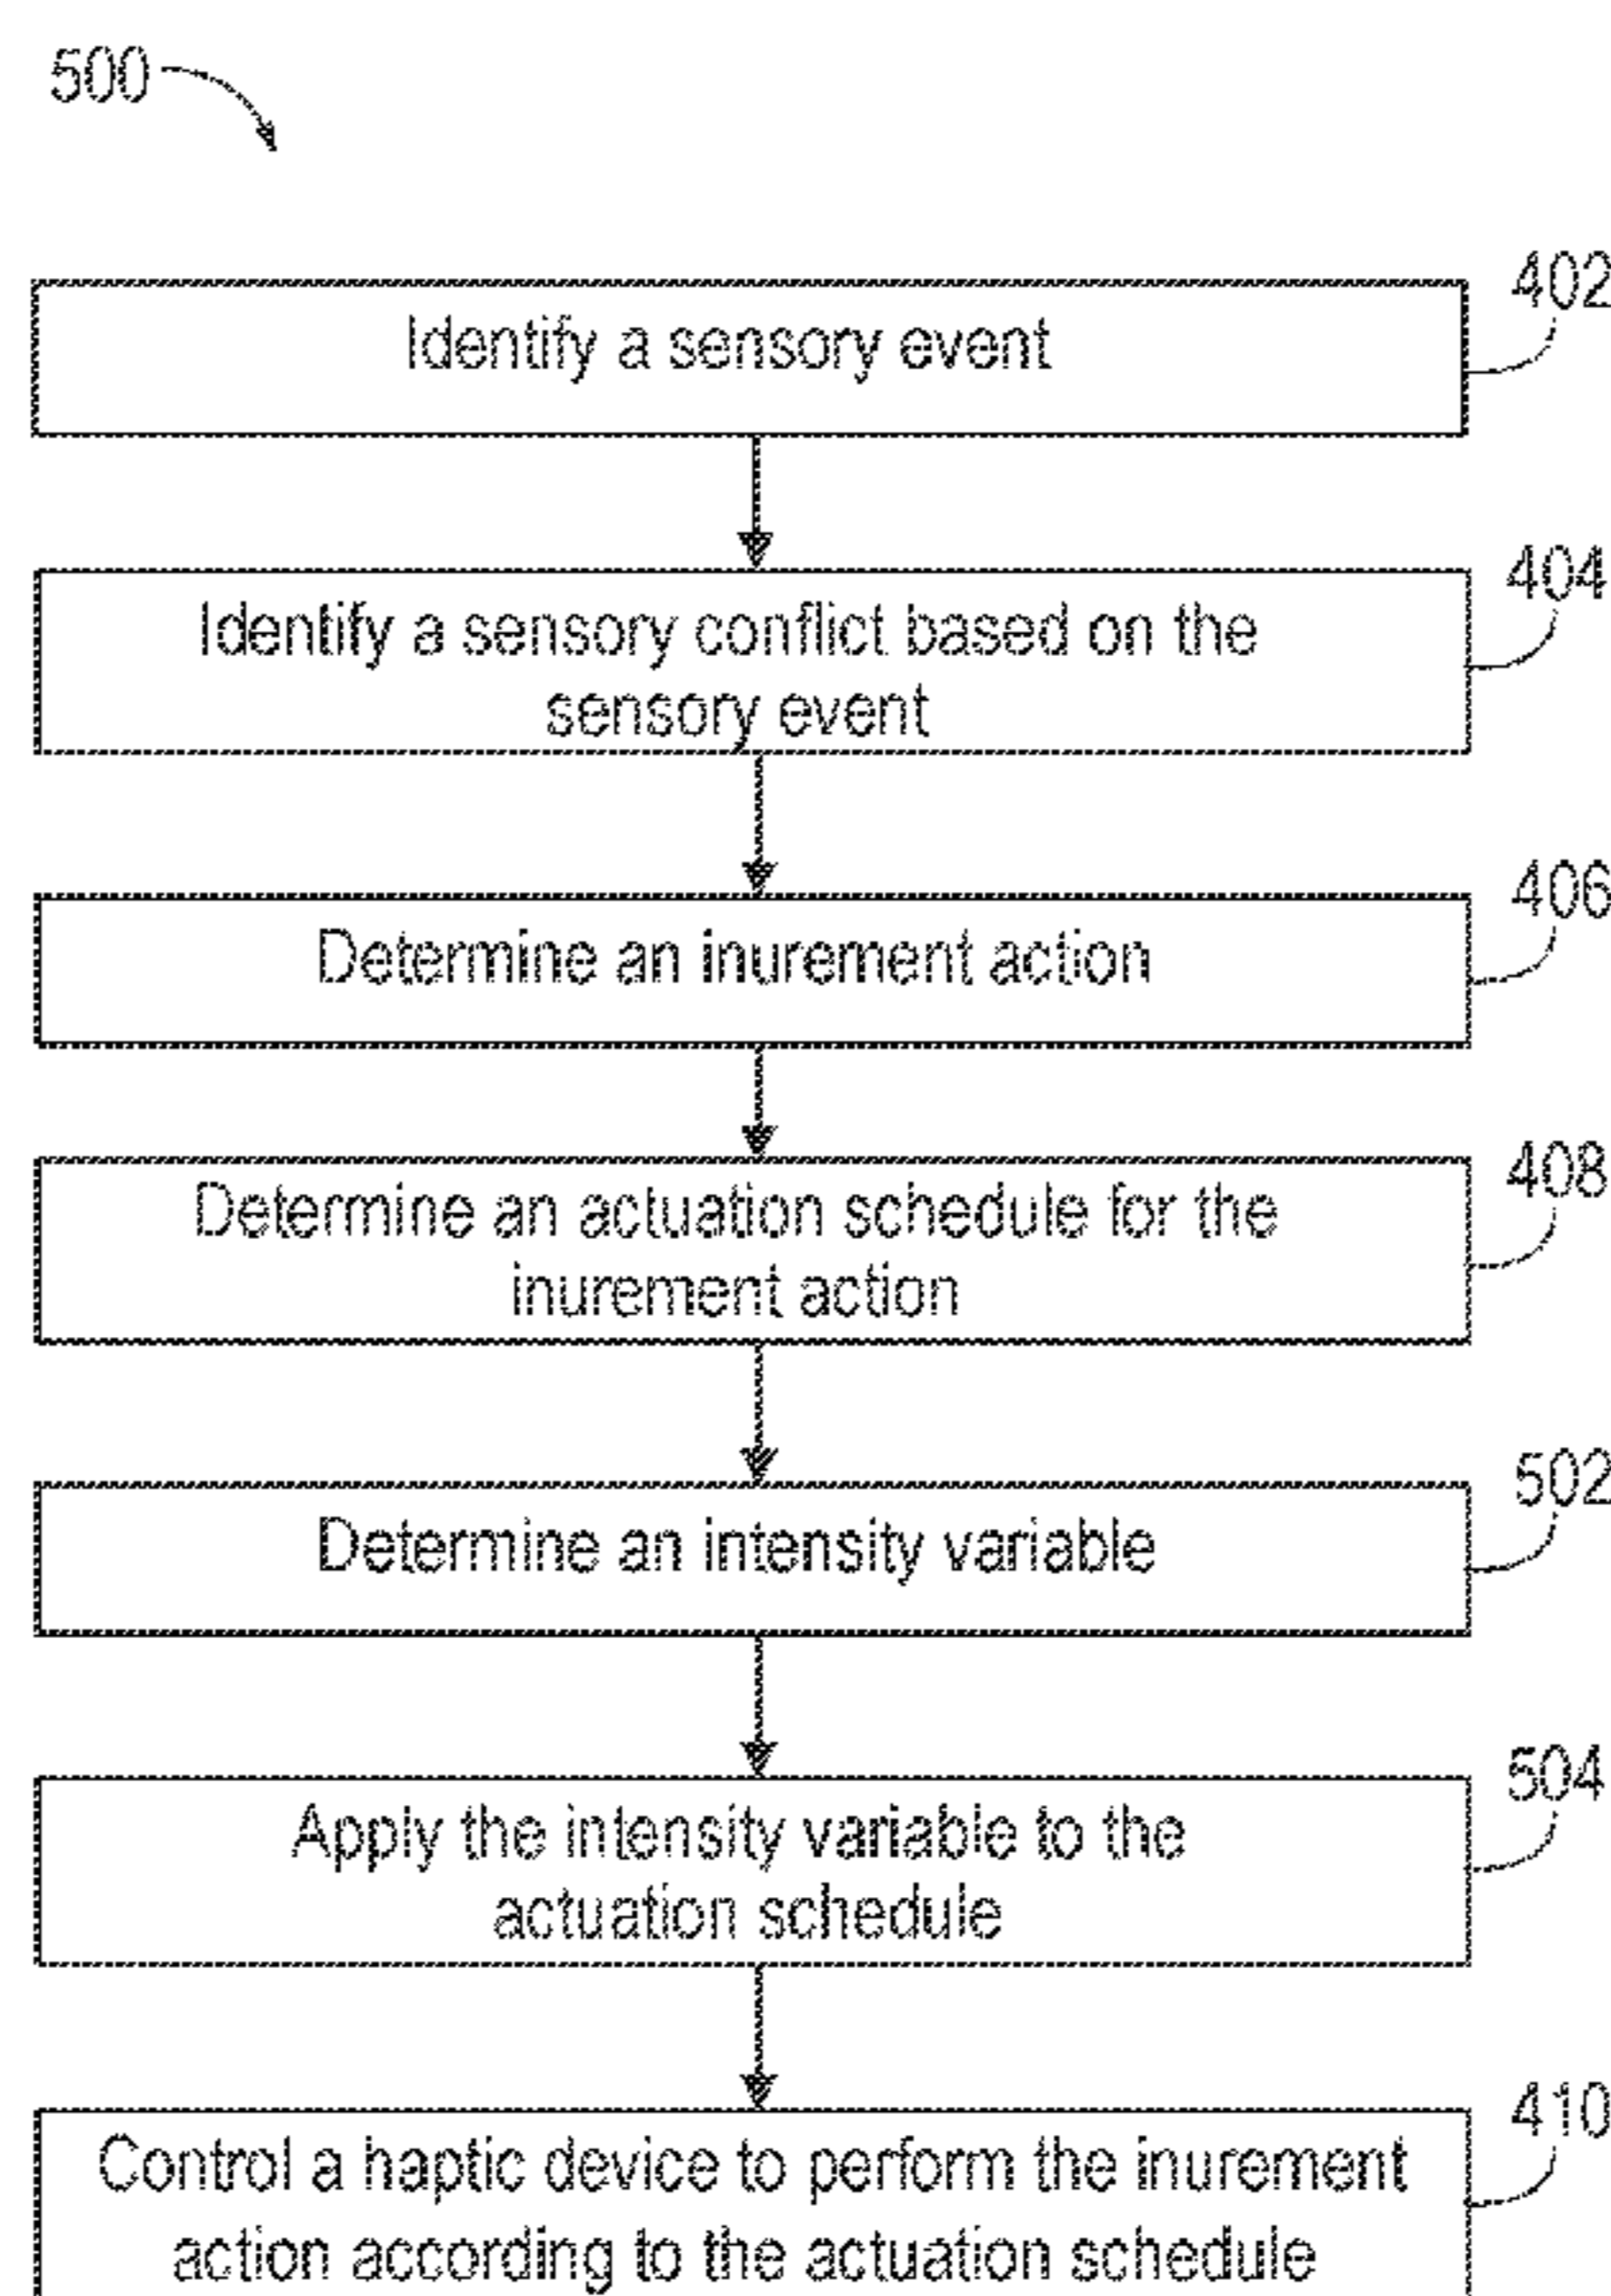 500
402
Identify a sensory event
404
Identify a sensory conflict based on the
sensory event
406
Determine an inurement action
408
Determine an actuation schedule for the
inurement action
502
Determine an intensity variable
504
Apply the intensity variable to the
actuation schedule
410
Control a haptic device to perform the inurement
action according to the actuation schedule